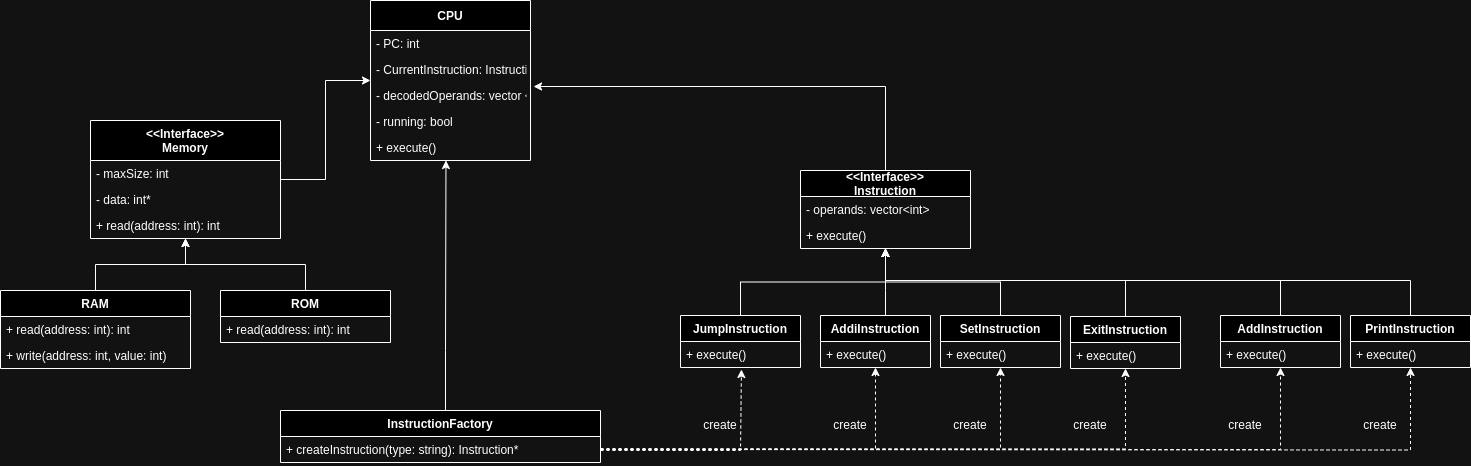 CPU
- PC: int
- CurrentInstruction: Instructi
- decodedOperands: vector <
- running: bool
+ execute()
<<Interface>>
Memory
- maxSize: int
- data: int*
+ read(address: int): int
<<Interface>>
Instruction
- operands: vector<int>
+ execute()
RAM
+ read(address: int): int
+ write(address: int, value: int)
ROM
+ read(address: int): int
JumpInstruction
+ execute()
AddiInstruction
+ execute()
SetInstruction
+ execute()
ExitInstruction
+ execute()
AddInstruction
+ execute()
PrintInstruction
+ execute()
create
create
create
create
create
create
InstructionFactory
+ createInstruction(type: string): Instruction*